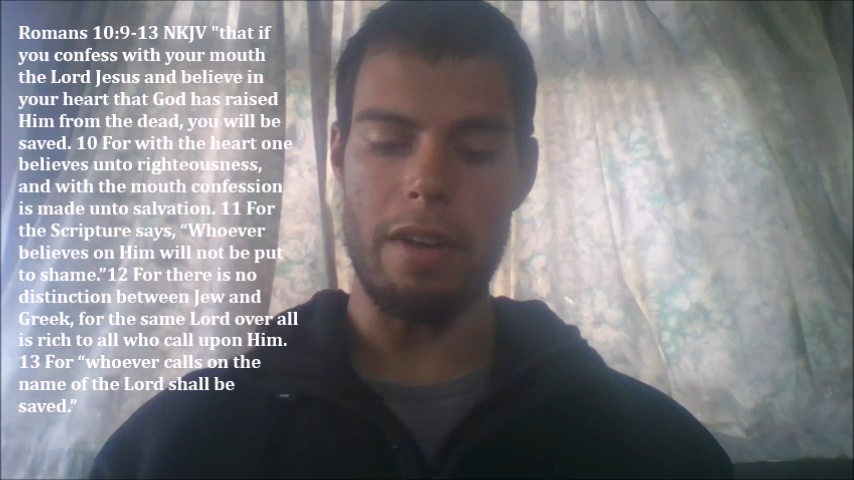 Romans 10:9-13 NKJV "that if
you confess with your mouth
the Lord Jesus and believe in
your heart that God has raised
Him from the dead, you will be
saved. 10 For with the heart one
believes unto righteousness,
and with the mouth confession
is made unto salvation. 11 For
the Scripture says, “Whoever
believes on Him will not be put
to shame.”12 For there is no
distinction between Jew and
Greek, for the same Lord over all
is rich to all who call upon Him.
13 For “whoever calls on the
name of the Lord shall be
saved.”